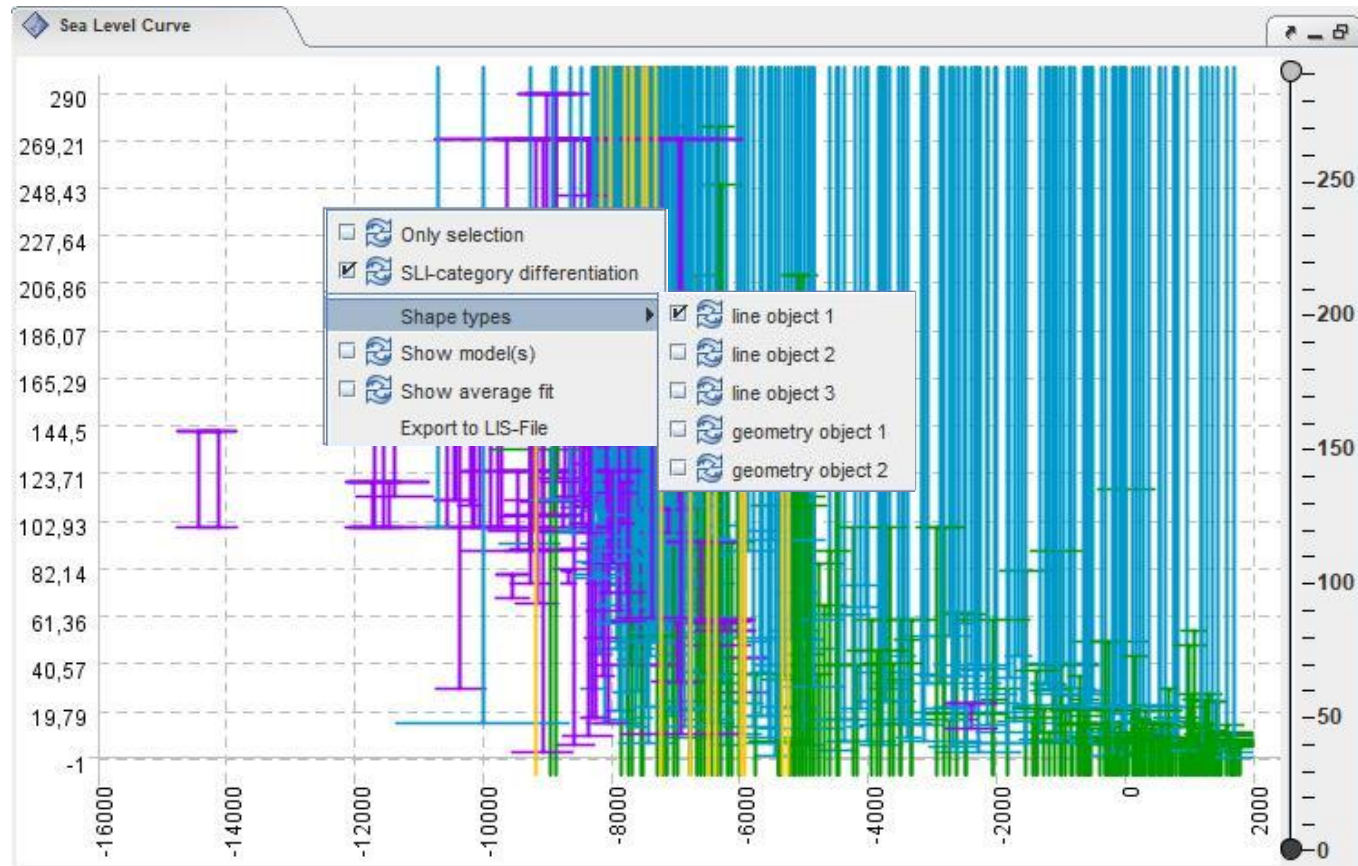 Sea Level Curve
290
269,21
248,43
227,64
206,86
186,07
165,29
144,5
123,71
102,93
82,14
61,36
40,57
19,79
-1
Only selection
SLI-category differentiation
Shape types
Show model(s)
Show average fit
Export to LIS-File
line object 1
line object 2
line object 3
geometry object 1
geometry object 2
-16000
-14000
-12000
-10000
-8000
-6000
-4000
-2000
0
2000
250
200
150
100
50
0